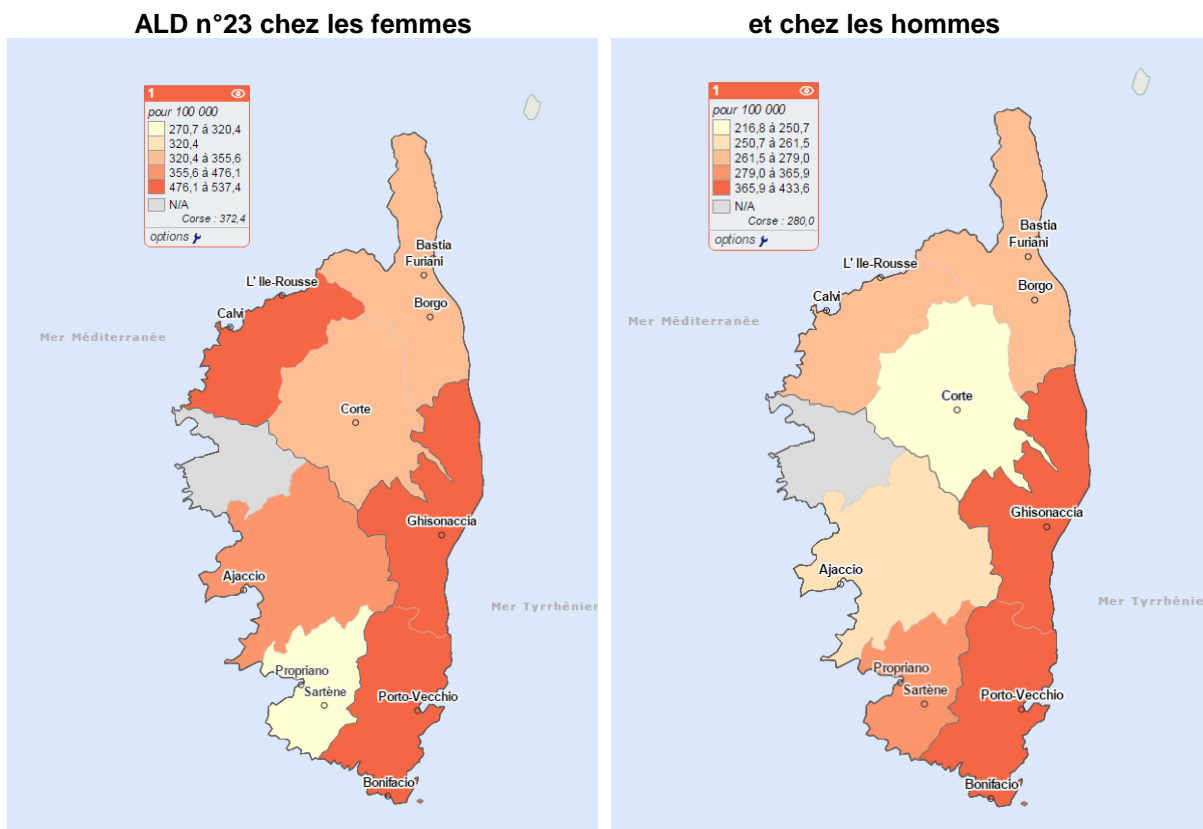 ALD n°23 chez les femmes
et chez les hommes
1
pour 100 000
270,7 à 320,4
320,4
320,4 à 355,6
355,6 à 476,1
476,1 à 537,4
N/A
Corse : 372,4
options
Bastia
Furiani
L' Ile-Rousse
Borgo
Calvi
Mer Méditerranée
Corte
Ghisonaccia
Ajaccio
Mer Tyrrhénien
Propriano
Sartène
Porto-Vecchio
Bonifacio
1
pour 100 000
216,8 à 250,7
250,7 à 261,5
261,5 à 279,0
279,0 à 365,9
365,9 à 433,6
N/A
Corse : 280,0
options
Bastia
Furiani
L' Ile-Rousse
Borgo
Calvi
Mer Méditerranée
Corte
Ghisonaccia
Ajaccio
Mer Tyrrhénie
Propriano
Sartène
Porto-Vecchio
Bonifacio